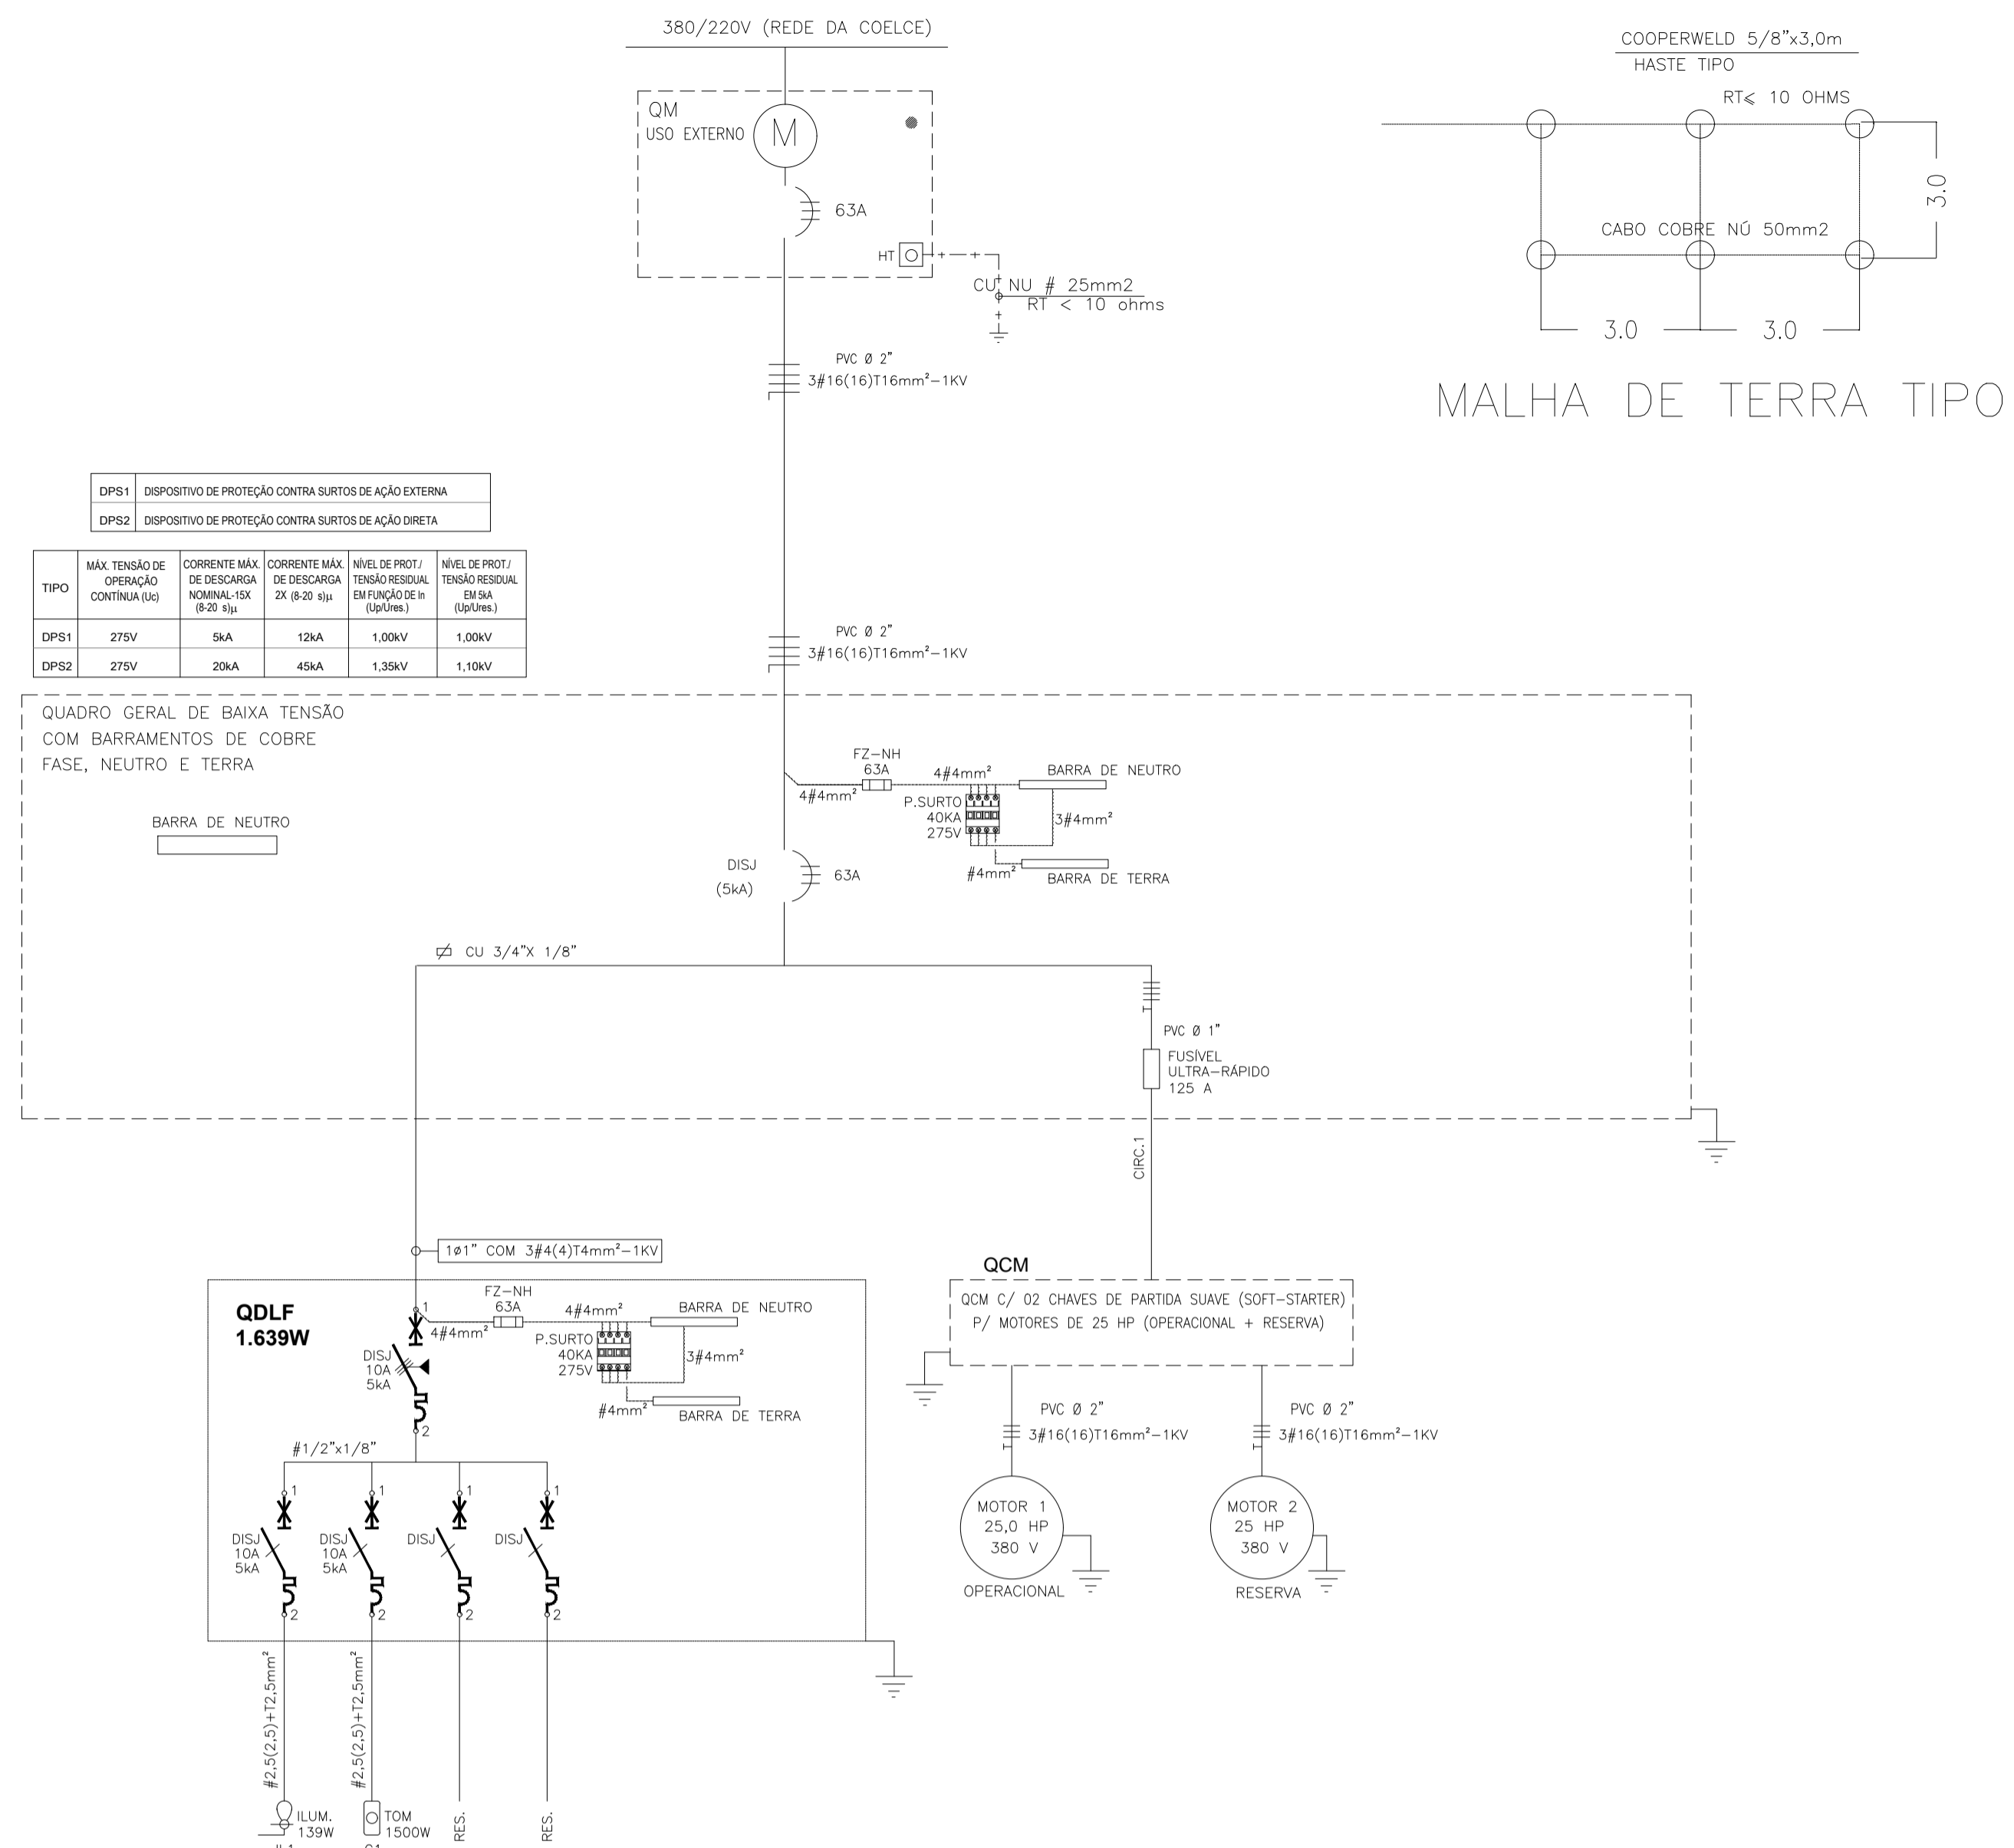 380/220V (REDE DA COELCE)
QM
USO EXTERNO
M
63A
HT
CU NU # 25mm2
RT < 10 ohms
COOPERWELD 5/8"x3,0m
HASTE TIPO
RT⩽ 10 OHMS
CABO COBRE NÚ 50mm2
3.0
3.0
3.0
MALHA DE TERRA TIPO
PVC Ø 2"
3#16(16)T16mm²-1KV
DPS1 DISPOSITIVO DE PROTEÇÃO CONTRA SURTOS DE AÇÃO EXTERNA
DPS2 DISPOSITIVO DE PROTEÇÃO CONTRA SURTOS DE AÇÃO DIRETA
TIPO
MÁX. TENSÃO DE
OPERAÇÃO
CONTÍNUA (Uc)
CORRENTE MÁX.
DE DESCARGA
NOMINAL-15X
(8-20 s)μ
CORRENTE MÁX.
DE DESCARGA
2X (8-20 s)μ
NÍVEL DE PROT./
TENSÃO RESIDUAL
EM FUNÇÃO DE In
(Up/Ures.)
NÍVEL DE PROT./
TENSÃO RESIDUAL
EM 5kA
(Up/Ures.)
DPS1 275V 5kA 12kA 1,00kV 1,00kV
DPS2 275V 20kA 45kA 1,35kV 1,10kV
PVC Ø 2"
3#16(16)T16mm²-1KV
QUADRO GERAL DE BAIXA TENSÃO
COM BARRAMENTOS DE COBRE
FASE, NEUTRO E TERRA
BARRA DE NEUTRO
FZ-NH
63A
4#4mm²
4#4mm²
BARRA DE NEUTRO
P.SURTO
40KA
275V
3#4mm²
#4mm²
BARRA DE TERRA
DISJ
(5kA)
63A
CU 3/4"X 1/8"
PVC Ø 1"
FUSÍVEL
ULTRA-RÁPIDO
125 A
CIRC.1
1ø1" COM 3#4(4)T4mm²-1KV
QDLF
1.639W
1
FZ-NH
63A
4#4mm²
4#4mm²
BARRA DE NEUTRO
P.SURTO
40KA
275V
3#4mm²
#4mm²
BARRA DE TERRA
DISJ
10A
5kA
2
#1/2"x1/8"
1
1
1
1
DISJ
10A
5kA
DISJ
10A
5kA
DISJ
DISJ
2
2
2
2
#2,5(2,5)+T2,5mm²
#2,5(2,5)+T2,5mm²
ILUM.
139W
TOM
1500W
RES.
RES.
QCM
QCM C/ 02 CHAVES DE PARTIDA SUAVE (SOFT-STARTER)
P/ MOTORES DE 25 HP (OPERACIONAL + RESERVA)
PVC Ø 2"
3#16(16)T16mm²-1KV
PVC Ø 2"
3#16(16)T16mm²-1KV
MOTOR 1
25,0 HP
380 V
OPERACIONAL
MOTOR 2
25 HP
380 V
RESERVA